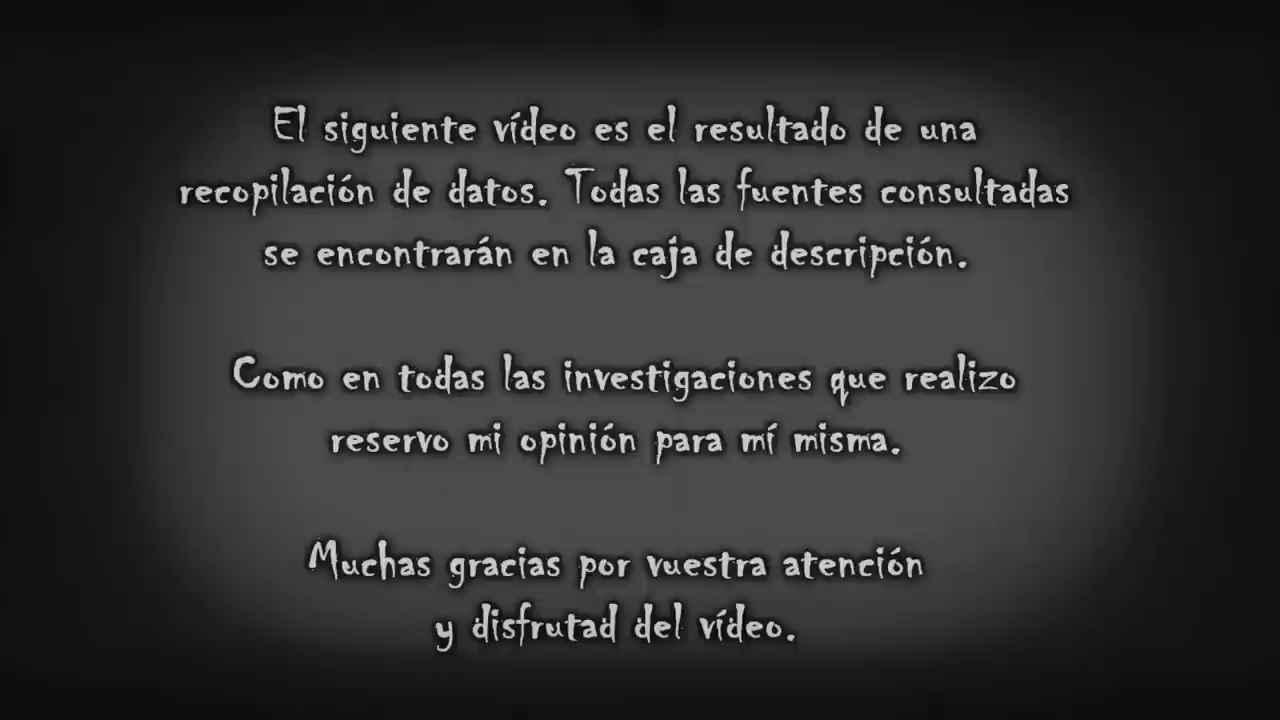 El siguiente vídeo es el resultado de una
recopilación de datos. Todas las fuentes consultadas
se encontrarán en la caja de descripción.
Como en todas las investigaciones que realizo
reservo mi opinión para mí misma.
Muchas gracias por vuestra atención
y disfrutad del vídeo.